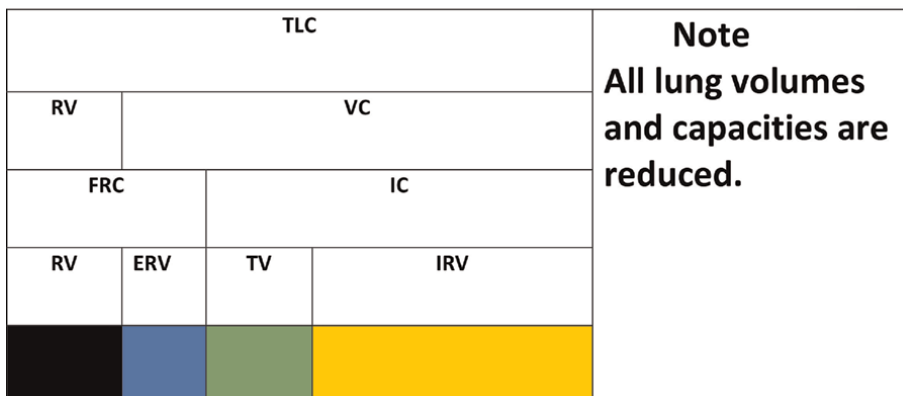 TLC
RV VC
FRC IC
RV ERV TV IRV
Note
All lung volumes
and capacities are
reduced.